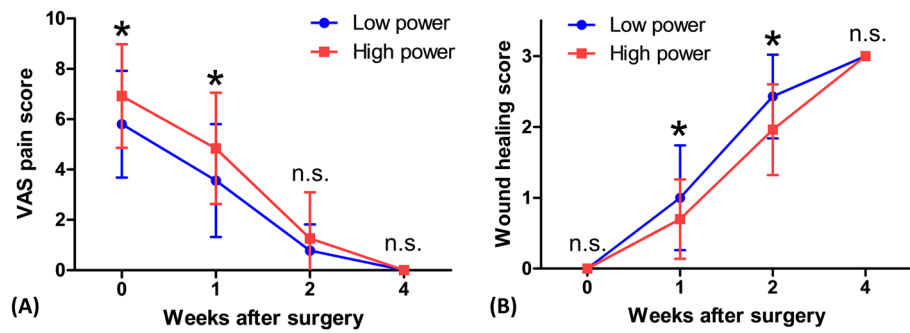 Low power
High power
VAS pain score
10
8
6
4
2
0
*
*
n.s.
n.s.
0
1
2
4
Weeks after surgery
(A)
Low power
High power
Wound healing score
3
2
1
0
n.s.
*
*
n.s.
0
1
2
4
Weeks after surgery
(B)